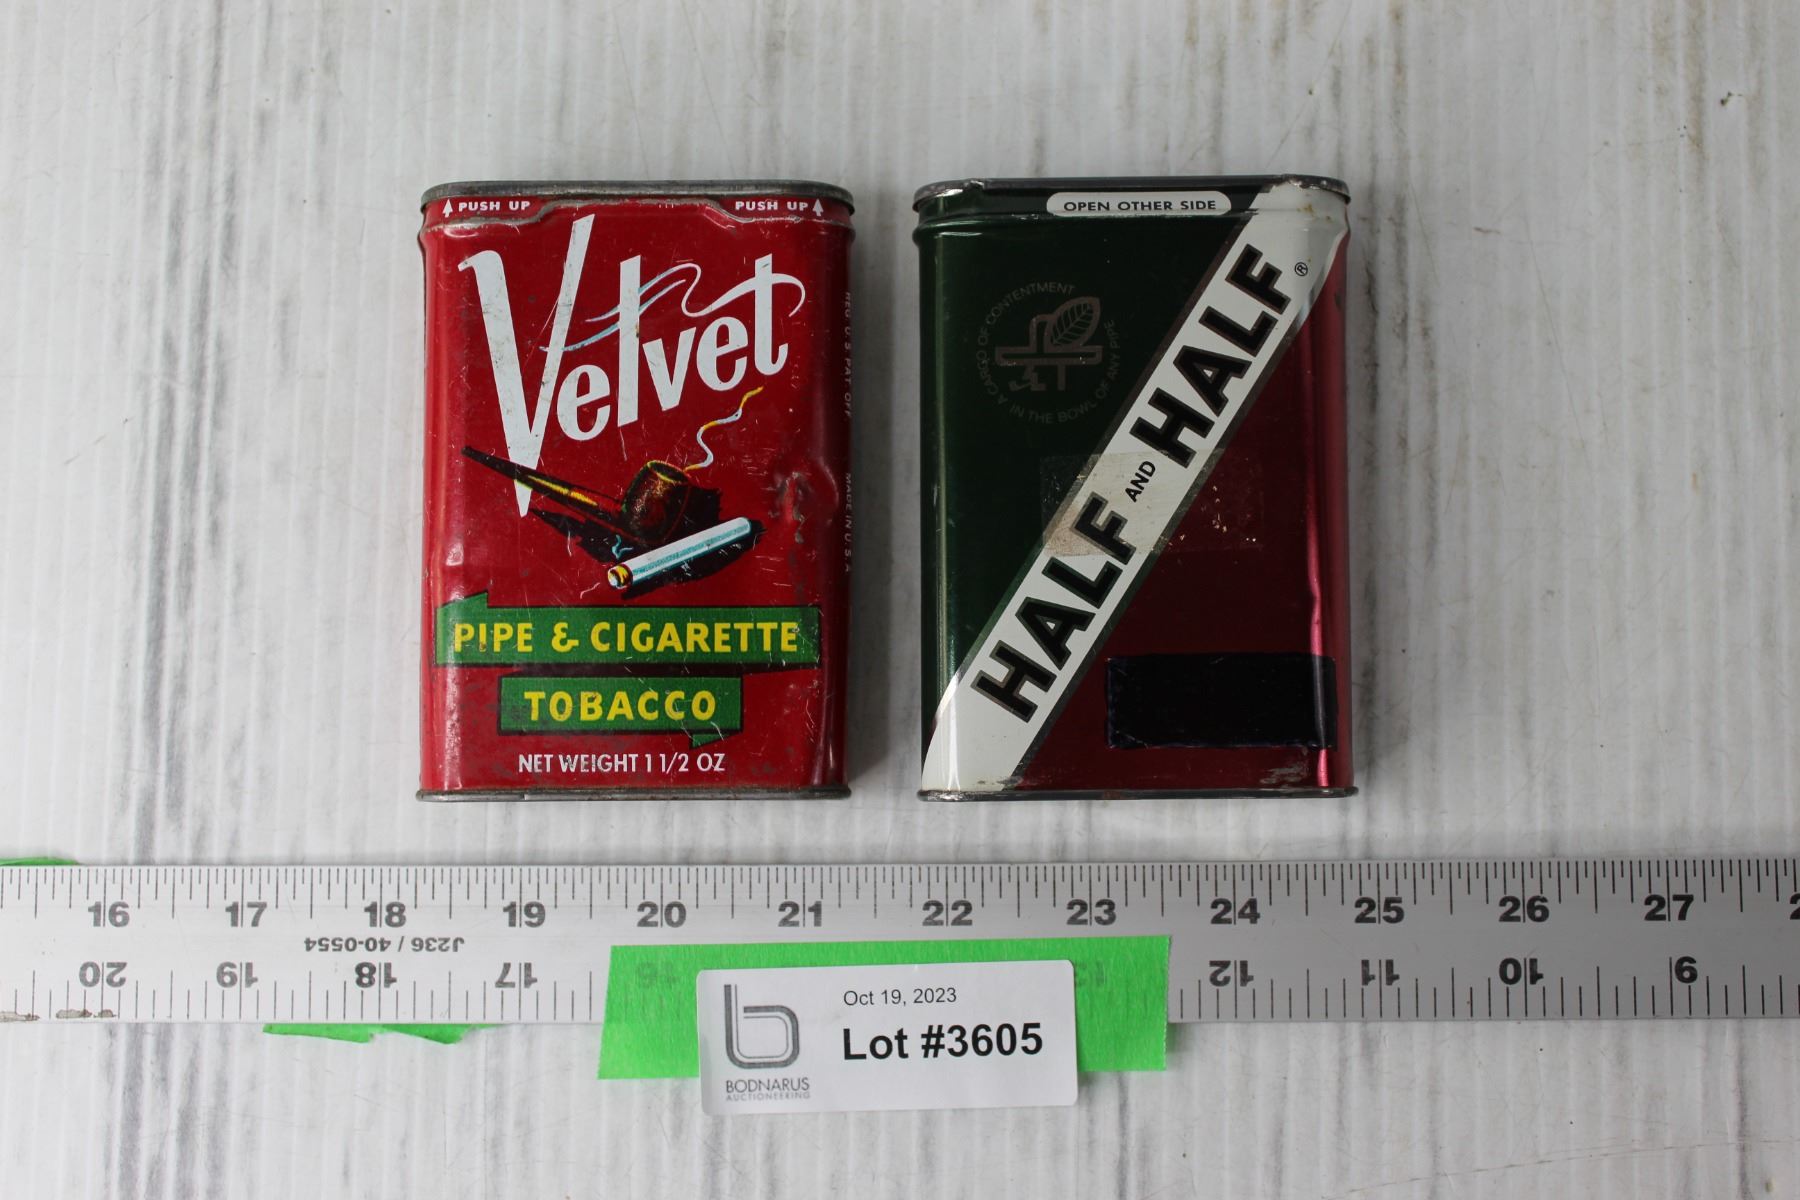 PUSH UP PUSH UP
Velvet
PIPE & CIGARETTE
TOBACCO
NET WEIGHT 1 1/2 OZ
REG U S PAT. OFF.
MADE IN U.S.A
OPEN OTHER SIDE
A CARGO OF CONTENTMENT
IN THE BOWL OF ANY PIPE
HALF AND HALF ®
16 17 18 19 20 21 22 23 24 25 26 27 2
J236 / 40-0554
20 19 18 17 16 13 12 11 10 9
Oct 19, 2023
Lot #3605
b
BODNARUS
AUCTIONEERING